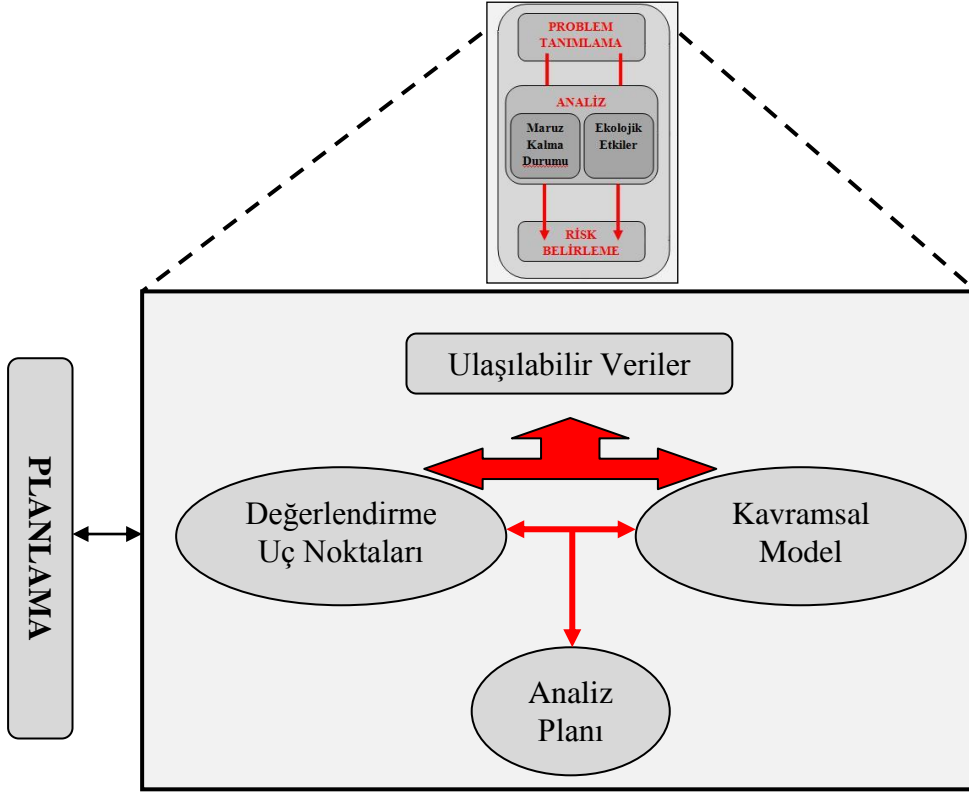 PROBLEM
TANIMLAMA
ANALİZ
Maruz
Kalma
Durumu
Ekolojik
Etkiler
RİSK
BELİRLEME
Ulaşılabilir Veriler
PLANLAMA
Değerlendirme
Uç Noktaları
Kavramsal
Model
Analiz
Planı